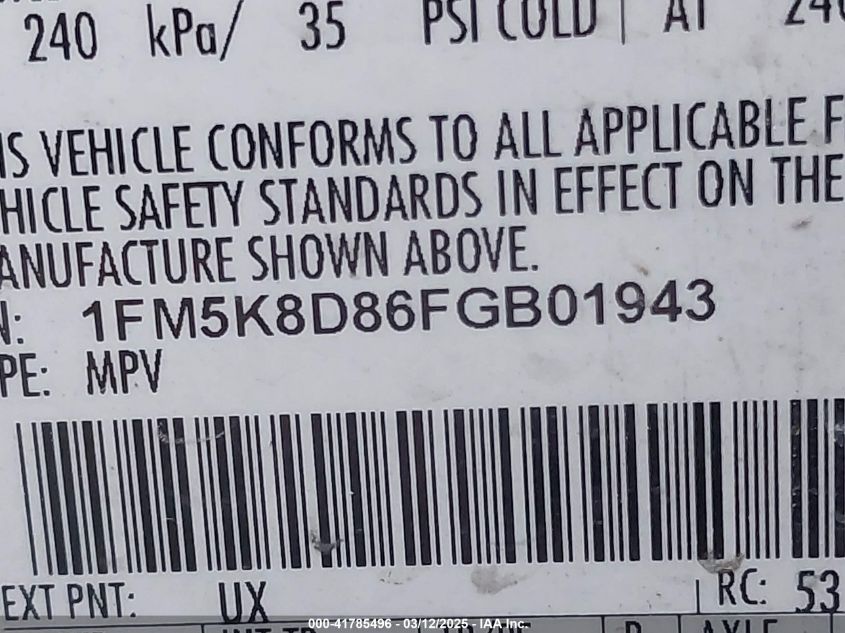 240 kPa/ 35 PSI COLD | AT 240
IS VEHICLE CONFORMS TO ALL APPLICABLE F
HICLE SAFETY STANDARDS IN EFFECT ON THE
ANUFACTURE SHOWN ABOVE.
N: 1FM5K8D86FGB01943
PE: MPV
EXT PNT: UX RC: 53
000-41785496 - 03/12/2025 - IAA Inc.